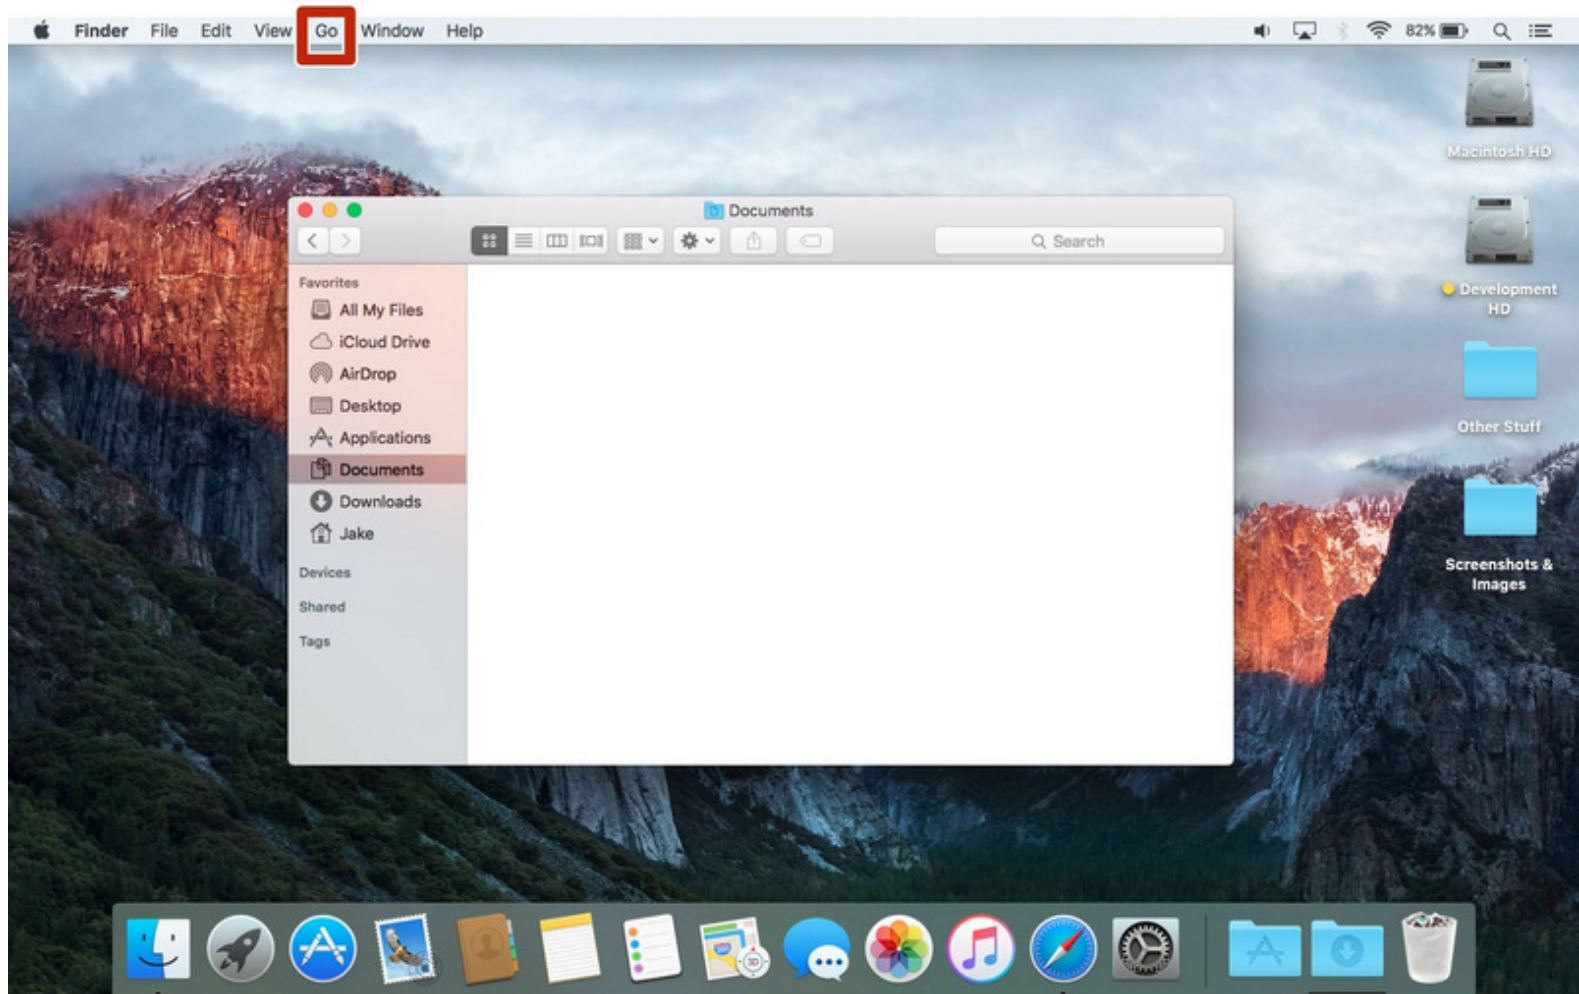 Finder File Edit View Go Window Help
82%
Macintosh HD
Development
HD
Other Stuff
Screenshots &
Images
Documents
Search
Favorites
All My Files
iCloud Drive
AirDrop
Desktop
Applications
Documents
Downloads
Jake
Devices
Shared
Tags
3D